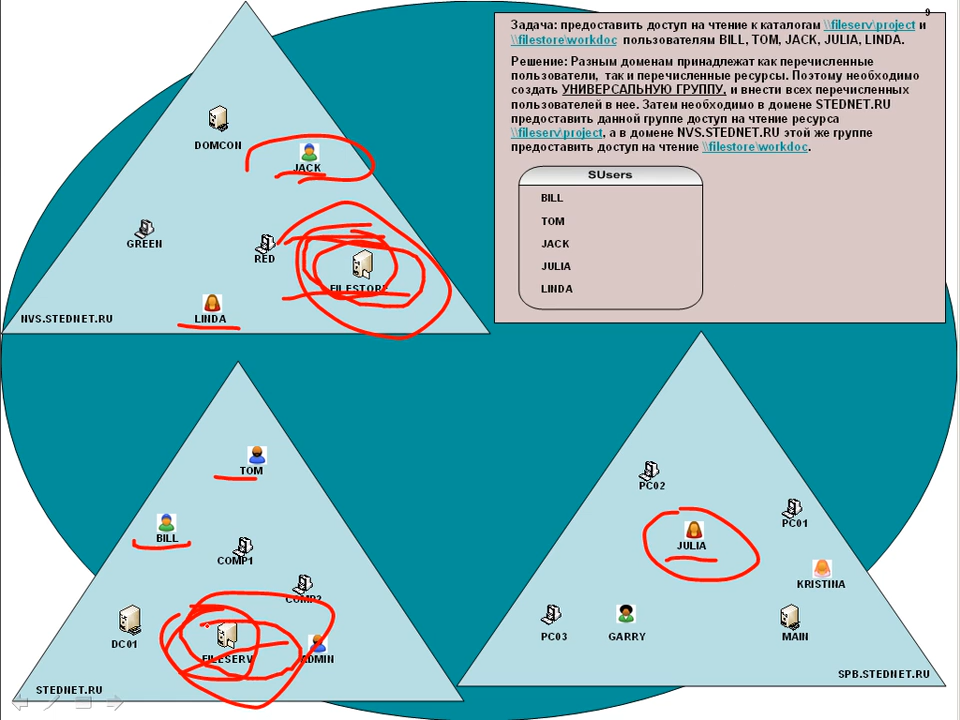 9
Задача: предоставить доступ на чтение к каталогам \\fileserv\project и
\\filestore\workdoc пользователям BILL, TOM, JACK, JULIA, LINDA.
Решение: Разным доменам принадлежат как перечисленные
пользователи, так и перечисленные ресурсы. Поэтому необходимо
создать УНИВЕРСАЛЬНУЮ ГРУППУ, и внести всех перечисленных
пользователей в нее. Затем необходимо в домене STEDNET.RU
предоставить данной группе доступ на чтение ресурса
\\fileserv\project, а в домене NVS.STEDNET.RU этой же группе
предоставить доступ на чтение \\filestore\workdoc.
SUsers
BILL
TOM
JACK
JULIA
LINDA
DOMCON
JACK
GREEN
RED
FILESTORE
LINDA
NVS.STEDNET.RU
TOM
BILL
COMP1
COMP2
DC01
FILESERV
ADMIN
STEDNET.RU
PC02
PC01
JULIA
KRISTINA
PC03
GARRY
MAIN
SPB.STEDNET.RU